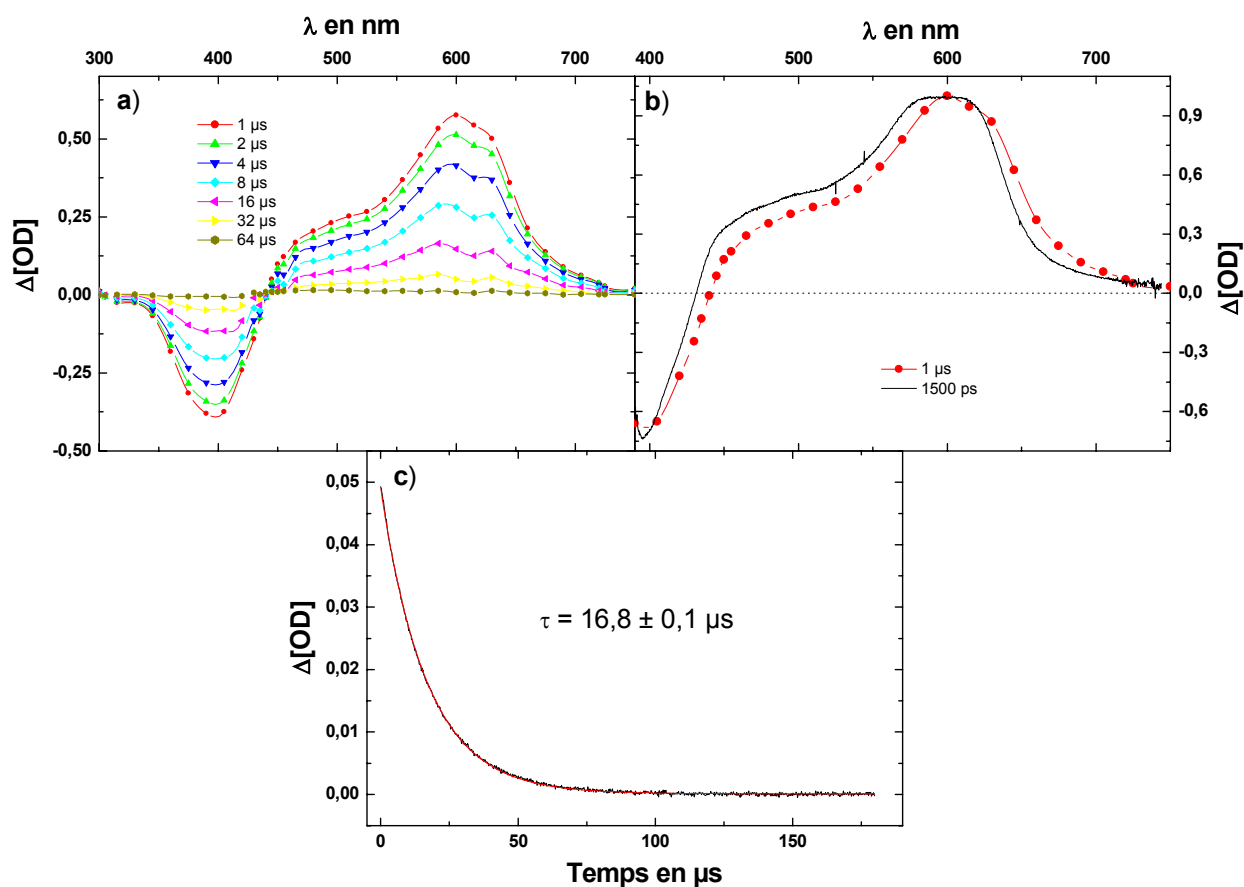 λ en nm
λ en nm
300 400 500 600 700
400 500 600 700
a)
1 µs
2 µs
4 µs
8 µs
16 µs
32 µs
64 µs
0,50
0,25
0,00
-0,25
-0,50
Δ[OD]
b)
1 µs
1500 ps
0,9
0,6
0,3
0,0
-0,3
-0,6
Δ[OD]
c)
τ = 16,8 ± 0,1 µs
0,05
0,04
0,03
0,02
0,01
0,00
Δ[OD]
0 50 100 150
Temps en µs